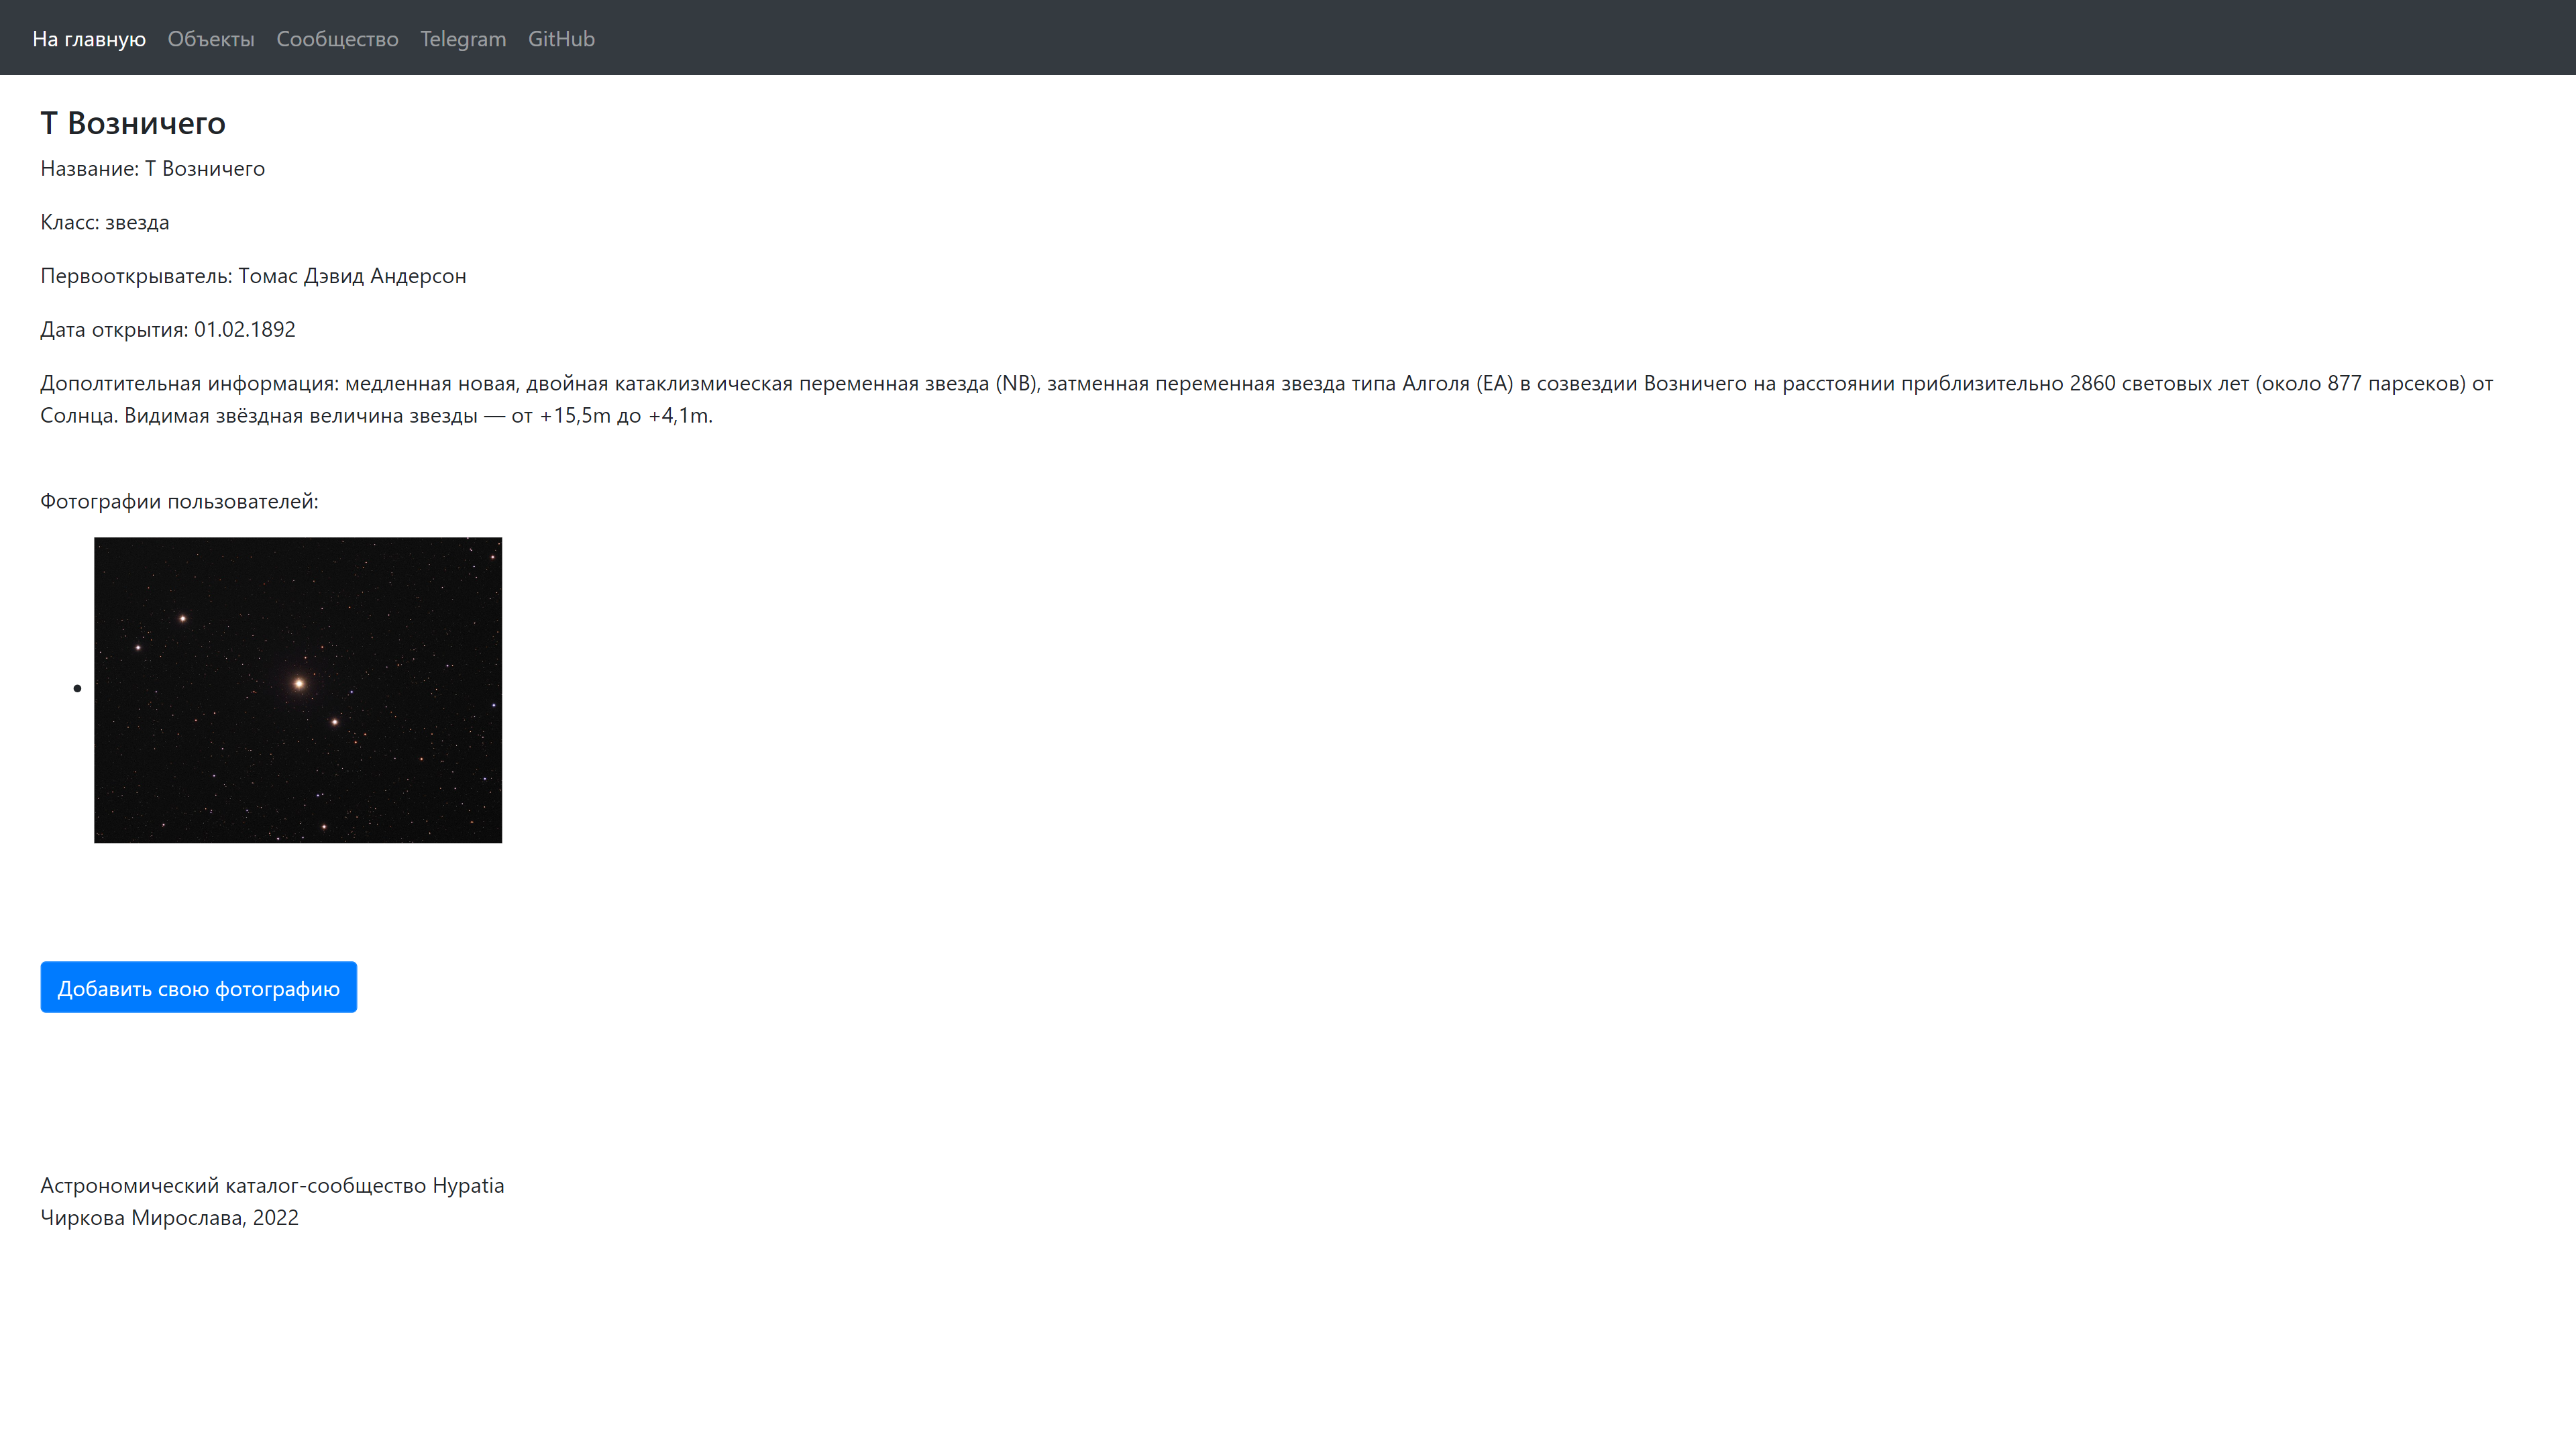 На главную Объекты Сообщество Telegram GitHub
Т Возничего
Название: Т Возничего
Класс: звезда
Первооткрыватель: Томас Дэвид Андерсон
Дата открытия: 01.02.1892
Дополтительная информация: медленная новая, двойная катаклизмическая переменная звезда (NB), затменная переменная звезда типа Алголя (EA) в созвездии Возничего на расстоянии приблизительно 2860 световых лет (около 877 парсеков) от
Солнца. Видимая звёздная величина звезды — от +15,5m до +4,1m.
Фотографии пользователей:
Добавить свою фотографию
Астрономический каталог-сообщество Hypatia
Чиркова Мирослава, 2022